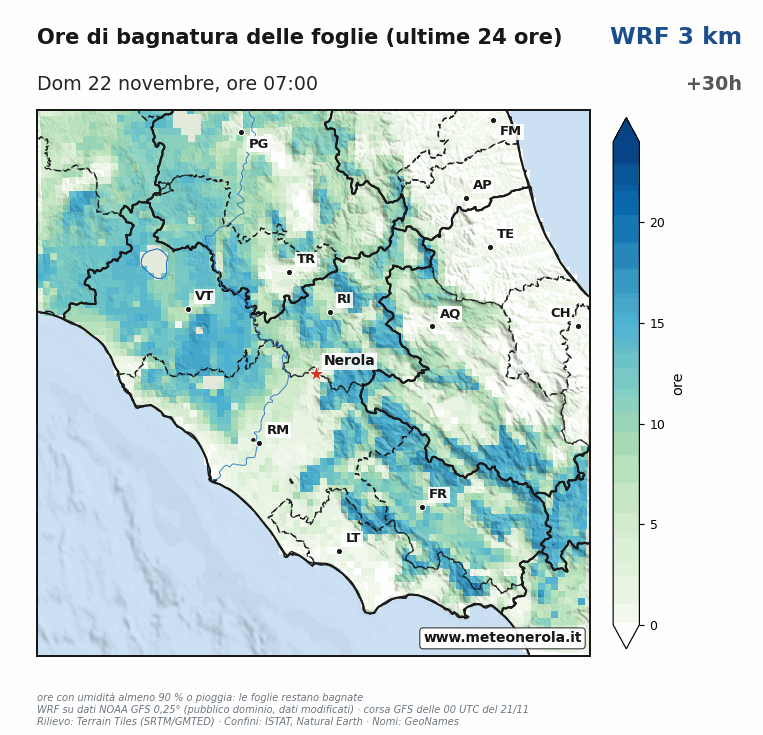 Ore di bagnatura delle foglie (ultime 24 ore)
WRF 3 km
Dom 22 novembre, ore 07:00
+30h
FM
PG
AP
TE
TR
VT
RI
AQ
CH
Nerola
RM
FR
LT
www.meteonerola.it
20
15
10
5
0
ore
ore con umidità almeno 90 % o pioggia: le foglie restano bagnate
WRF su dati NOAA GFS 0,25° (pubblico dominio, dati modificati) · corsa GFS delle 00 UTC del 21/11
Rilievo: Terrain Tiles (SRTM/GMTED) · Confini: ISTAT, Natural Earth · Nomi: GeoNames